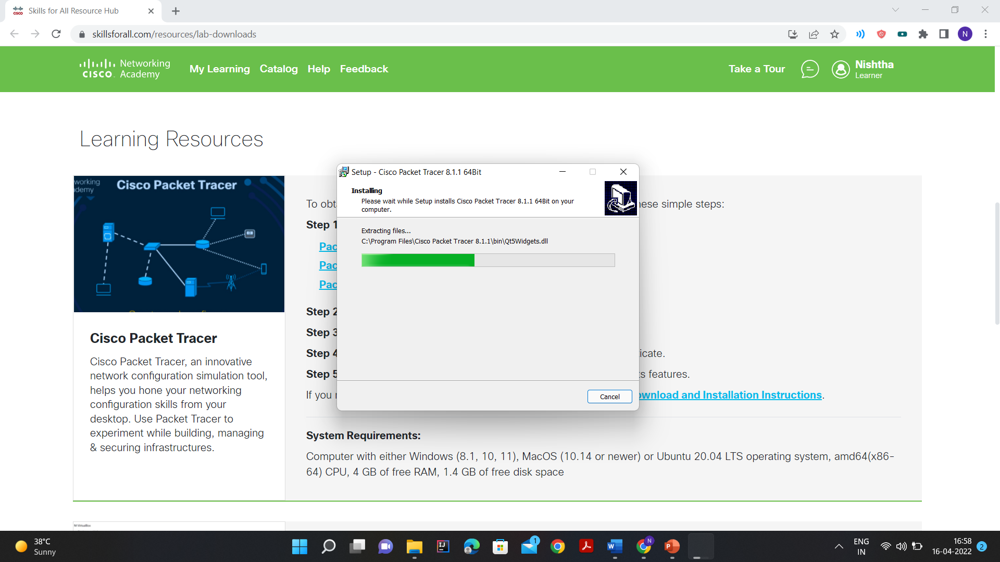 Skills for All Resource Hub
skillsforall.com/resources/lab-downloads
N
CISCO
Networking
Academy
My Learning
Catalog
Help
Feedback
Take a Tour
Nishtha
Learner
Learning Resources
working
demy
Cisco Packet Tracer
Cisco Packet Tracer
Cisco Packet Tracer, an innovative
network configuration simulation tool,
helps you hone your networking
configuration skills from your
desktop. Use Packet Tracer to
experiment while building, managing
& securing infrastructures.
To obt
ese simple steps:
Step 1
Pac
Pac
Pac
Step 2
Step 3
Step 4
icate.
Step 5
s features.
If you
ownload and Installation Instructions.
Setup - Cisco Packet Tracer 8.1.1 64Bit
Installing
Please wait while Setup installs Cisco Packet Tracer 8.1.1 64Bit on your
computer.
Extracting files...
C:\Program Files\Cisco Packet Tracer 8.1.1\bin\Qt5Widgets.dll
Cancel
System Requirements:
Computer with either Windows (8.1, 10, 11), MacOS (10.14 or newer) or Ubuntu 20.04 LTS operating system, amd64(x86-
64) CPU, 4 GB of free RAM, 1.4 GB of free disk space
38°C
Sunny
1
ENG
IN
16:58
16-04-2022
2